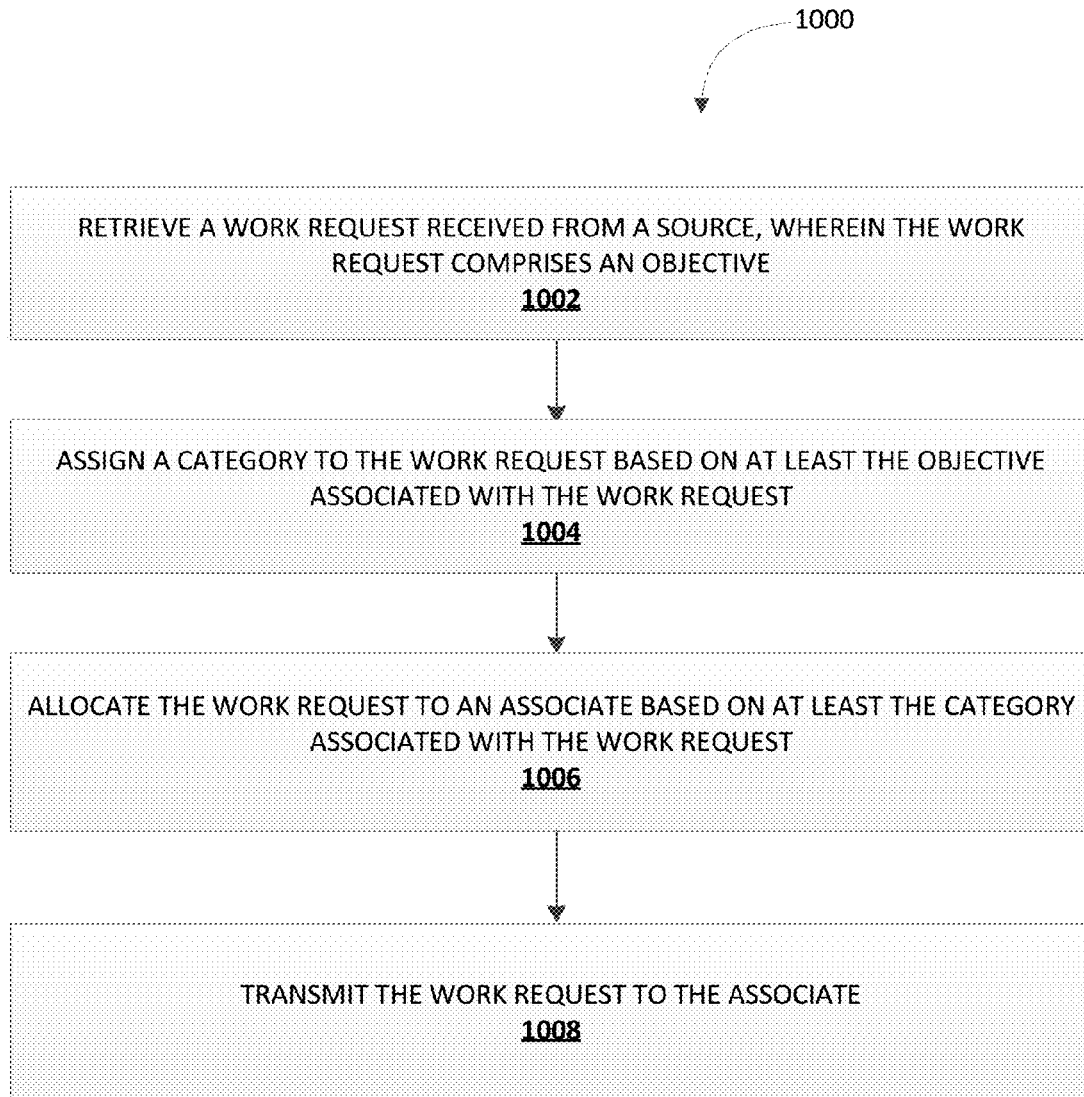 1000
RETRIEVE A WORK REQUEST RECEIVED FROM A SOURCE, WHEREIN THE WORK
REQUEST COMPRISES AN OBJECTIVE
1002
ASSIGN A CATEGORY TO THE WORK REQUEST BASED ON AT LEAST THE OBJECTIVE
ASSOCIATED WITH THE WORK REQUEST
1004
ALLOCATE THE WORK REQUEST TO AN ASSOCIATE BASED ON AT LEAST THE CATEGORY
ASSOCIATED WITH THE WORK REQUEST
1006
TRANSMIT THE WORK REQUEST TO THE ASSOCIATE
1008